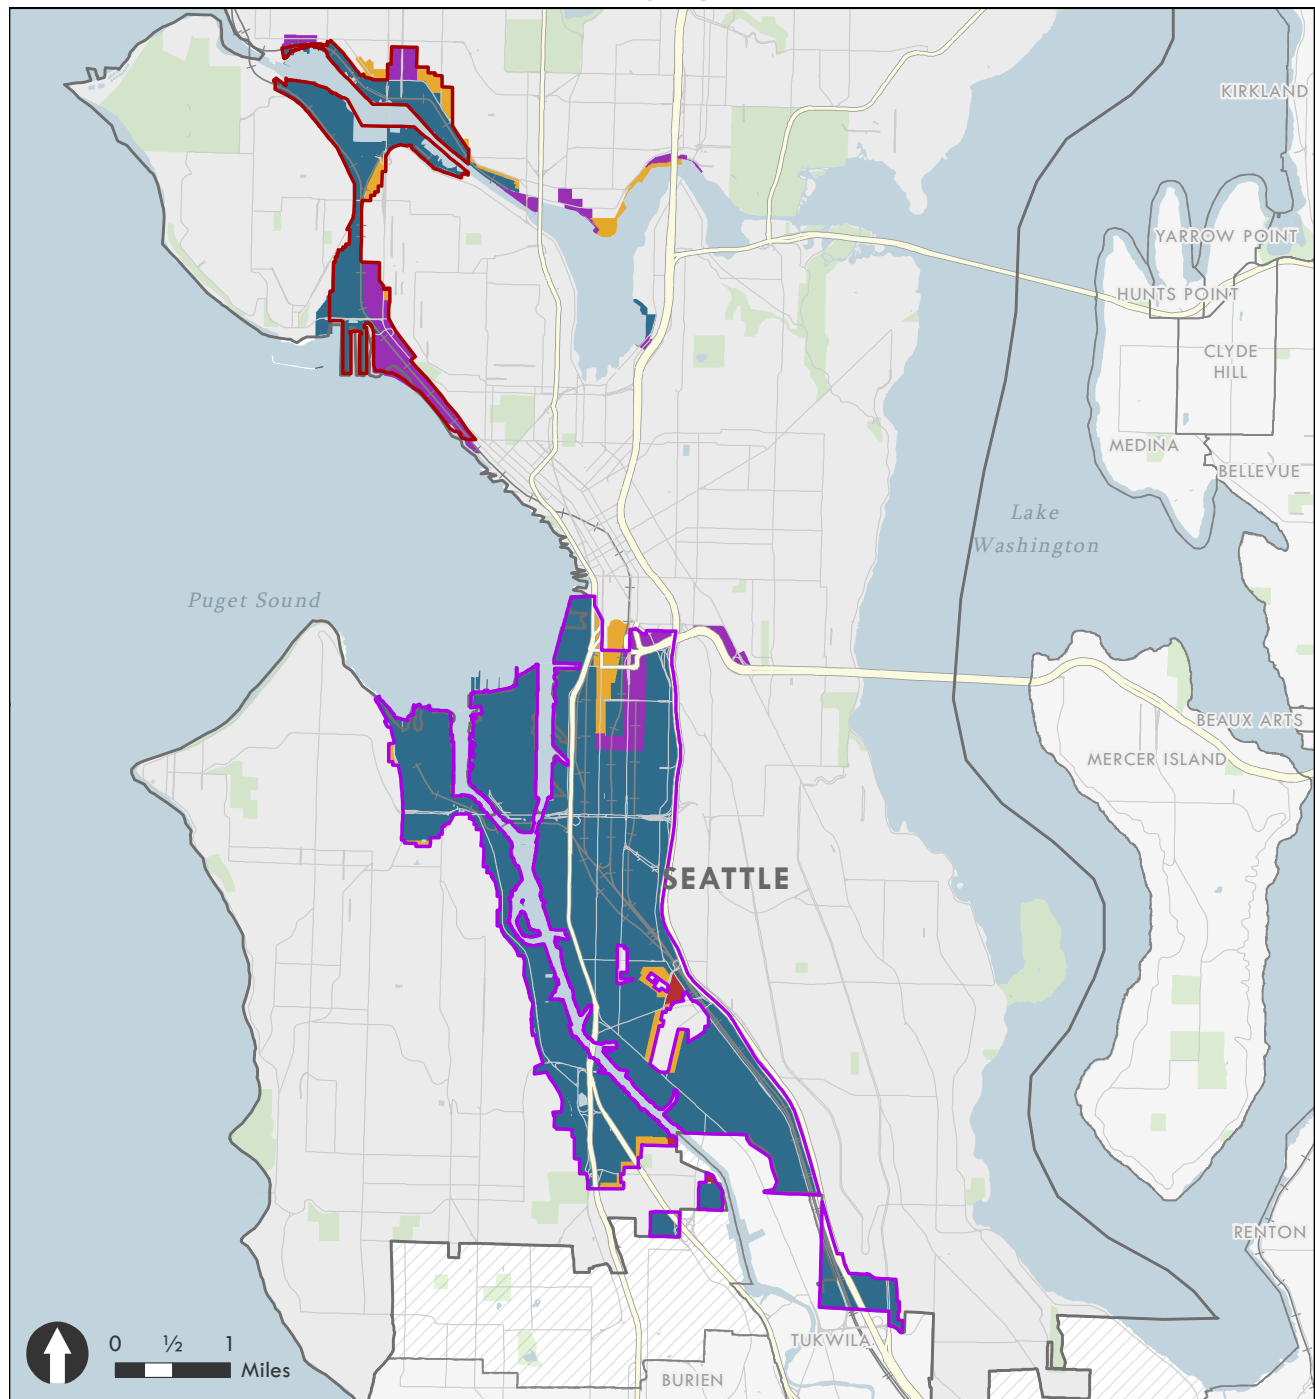 KIRKLAND
YARROW POINT
HUNTS POINT
CLYDE
HILL
MEDINA
BELLEVUE
Lake
Washington
Puget Sound
BEAUX ARTS
MERCER ISLAND
SEATTLE
RENTON
TUKWILA
BURIEN
0 ½ 1
Miles